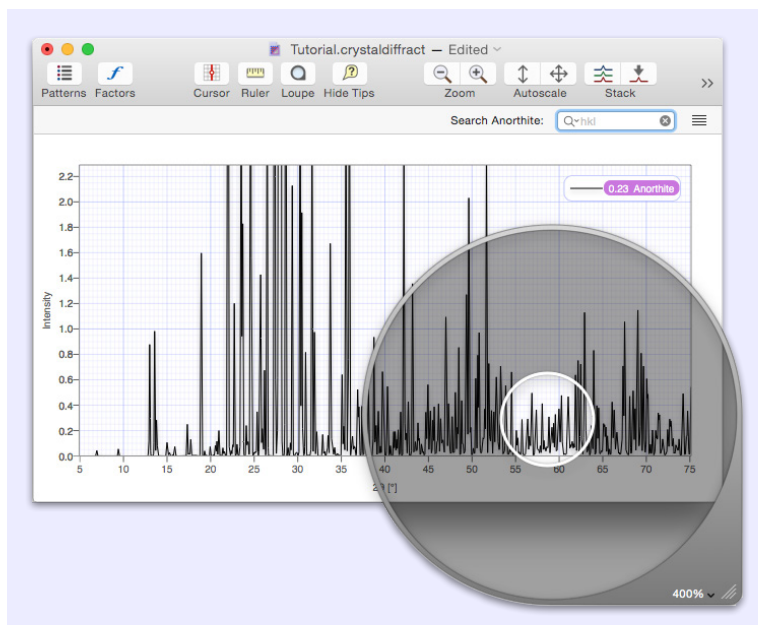 Tutorial.crystaldiffract — Edited
Patterns Factors Cursor Ruler Loupe Hide Tips Zoom Autoscale Stack
Search Anorthite: hkl
2.2
2.0
1.8
1.6
1.4
1.2
1.0
0.8
0.6
0.4
0.2
0.0
Intensity
0.23 Anorthite
5 10 15 20 25 30 35 40 45 50 55 60 65 70 75
2θ [°]
400%